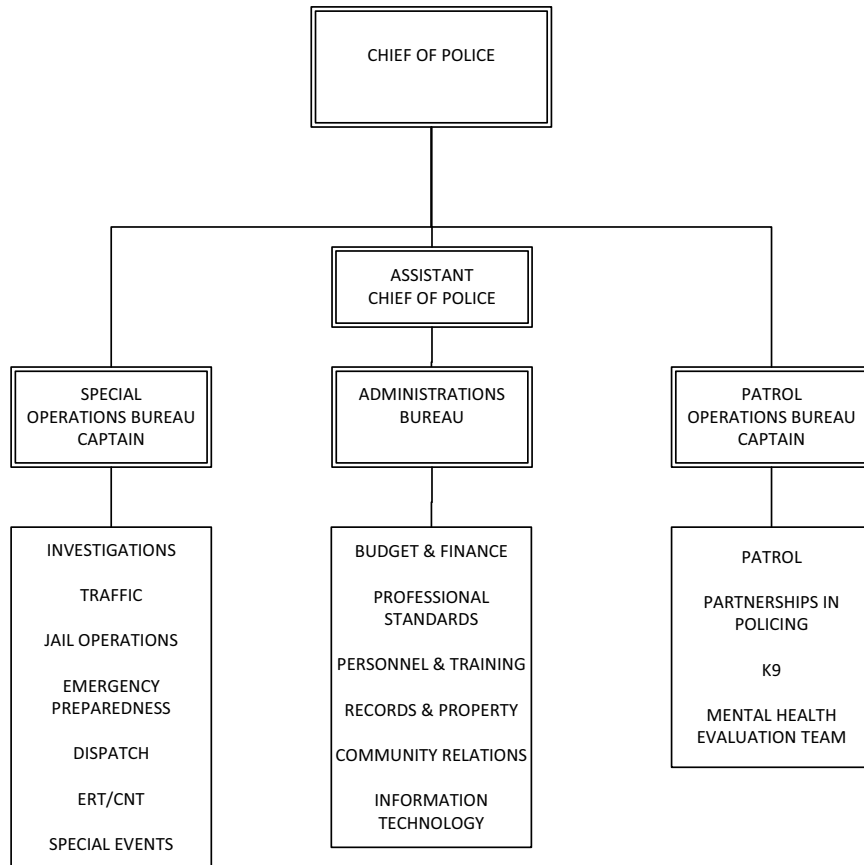 CHIEF OF POLICE
ASSISTANT
CHIEF OF POLICE
SPECIAL
OPERATIONS BUREAU
CAPTAIN
ADMINISTRATIONS
BUREAU
PATROL
OPERATIONS BUREAU
CAPTAIN
INVESTIGATIONS
TRAFFIC
JAIL OPERATIONS
EMERGENCY
PREPAREDNESS
DISPATCH
ERT/CNT
SPECIAL EVENTS
BUDGET & FINANCE
PROFESSIONAL
STANDARDS
PERSONNEL & TRAINING
RECORDS & PROPERTY
COMMUNITY RELATIONS
INFORMATION
TECHNOLOGY
PATROL
PARTNERSHIPS IN
POLICING
K9
MENTAL HEALTH
EVALUATION TEAM